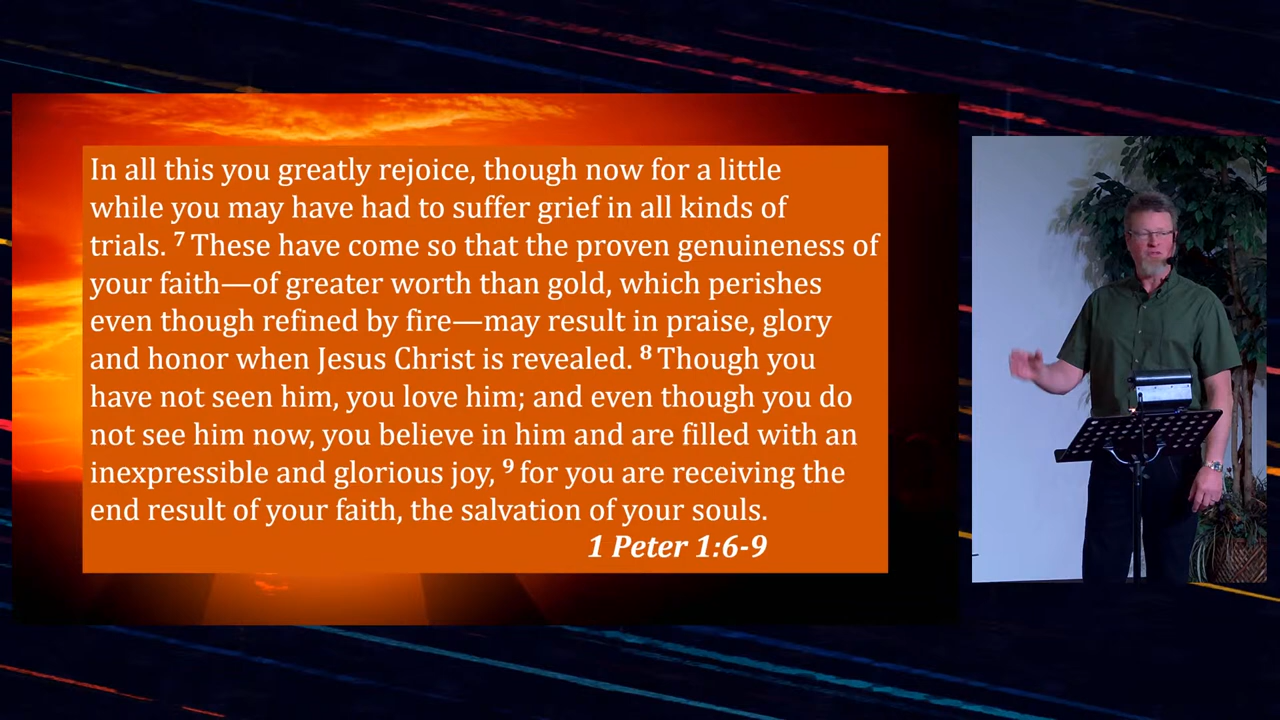 In all this you greatly rejoice, though now for a little
while you may have had to suffer grief in all kinds of
trials. 7 These have come so that the proven genuineness of
your faith—of greater worth than gold, which perishes
even though refined by fire—may result in praise, glory
and honor when Jesus Christ is revealed. 8 Though you
have not seen him, you love him; and even though you do
not see him now, you believe in him and are filled with an
inexpressible and glorious joy, 9 for you are receiving the
end result of your faith, the salvation of your souls.
1 Peter 1:6-9